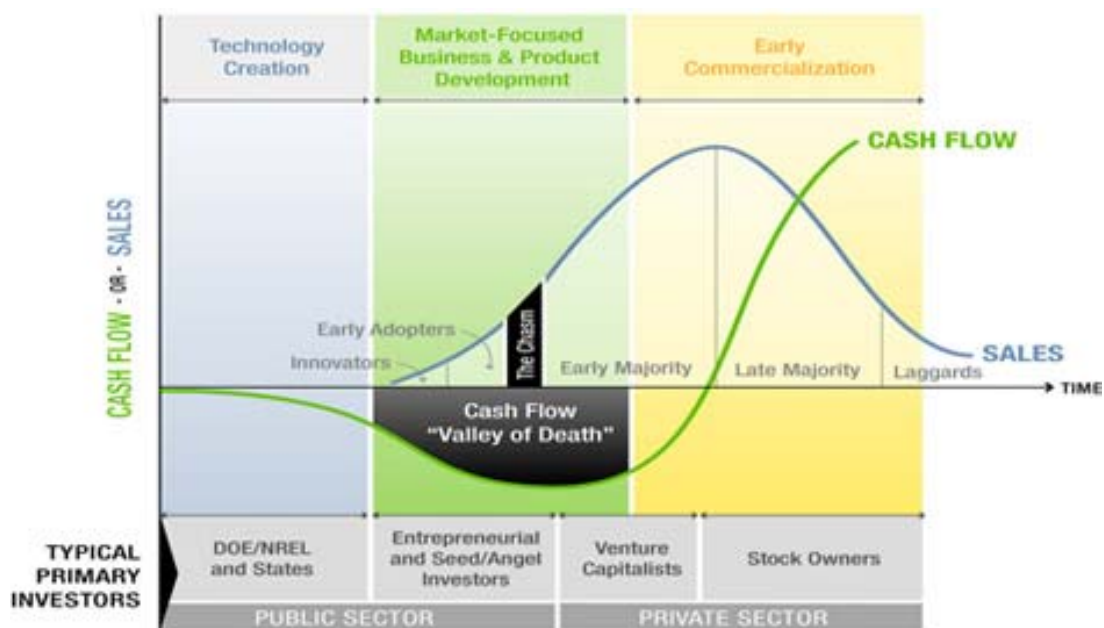 Technology
Creation
Market-Focused
Business & Product
Development
Early
Commercialization
CASH FLOW - OR - SALES
CASH FLOW
Early Adopters
Innovators
The Chasm
Early Majority
Late Majority
Laggards
SALES
TIME
Cash Flow
“Valley of Death”
TYPICAL
PRIMARY
INVESTORS
DOE/NREL
and States
Entrepreneurial
and Seed/Angel
Investors
Venture
Capitalists
Stock Owners
PUBLIC SECTOR
PRIVATE SECTOR